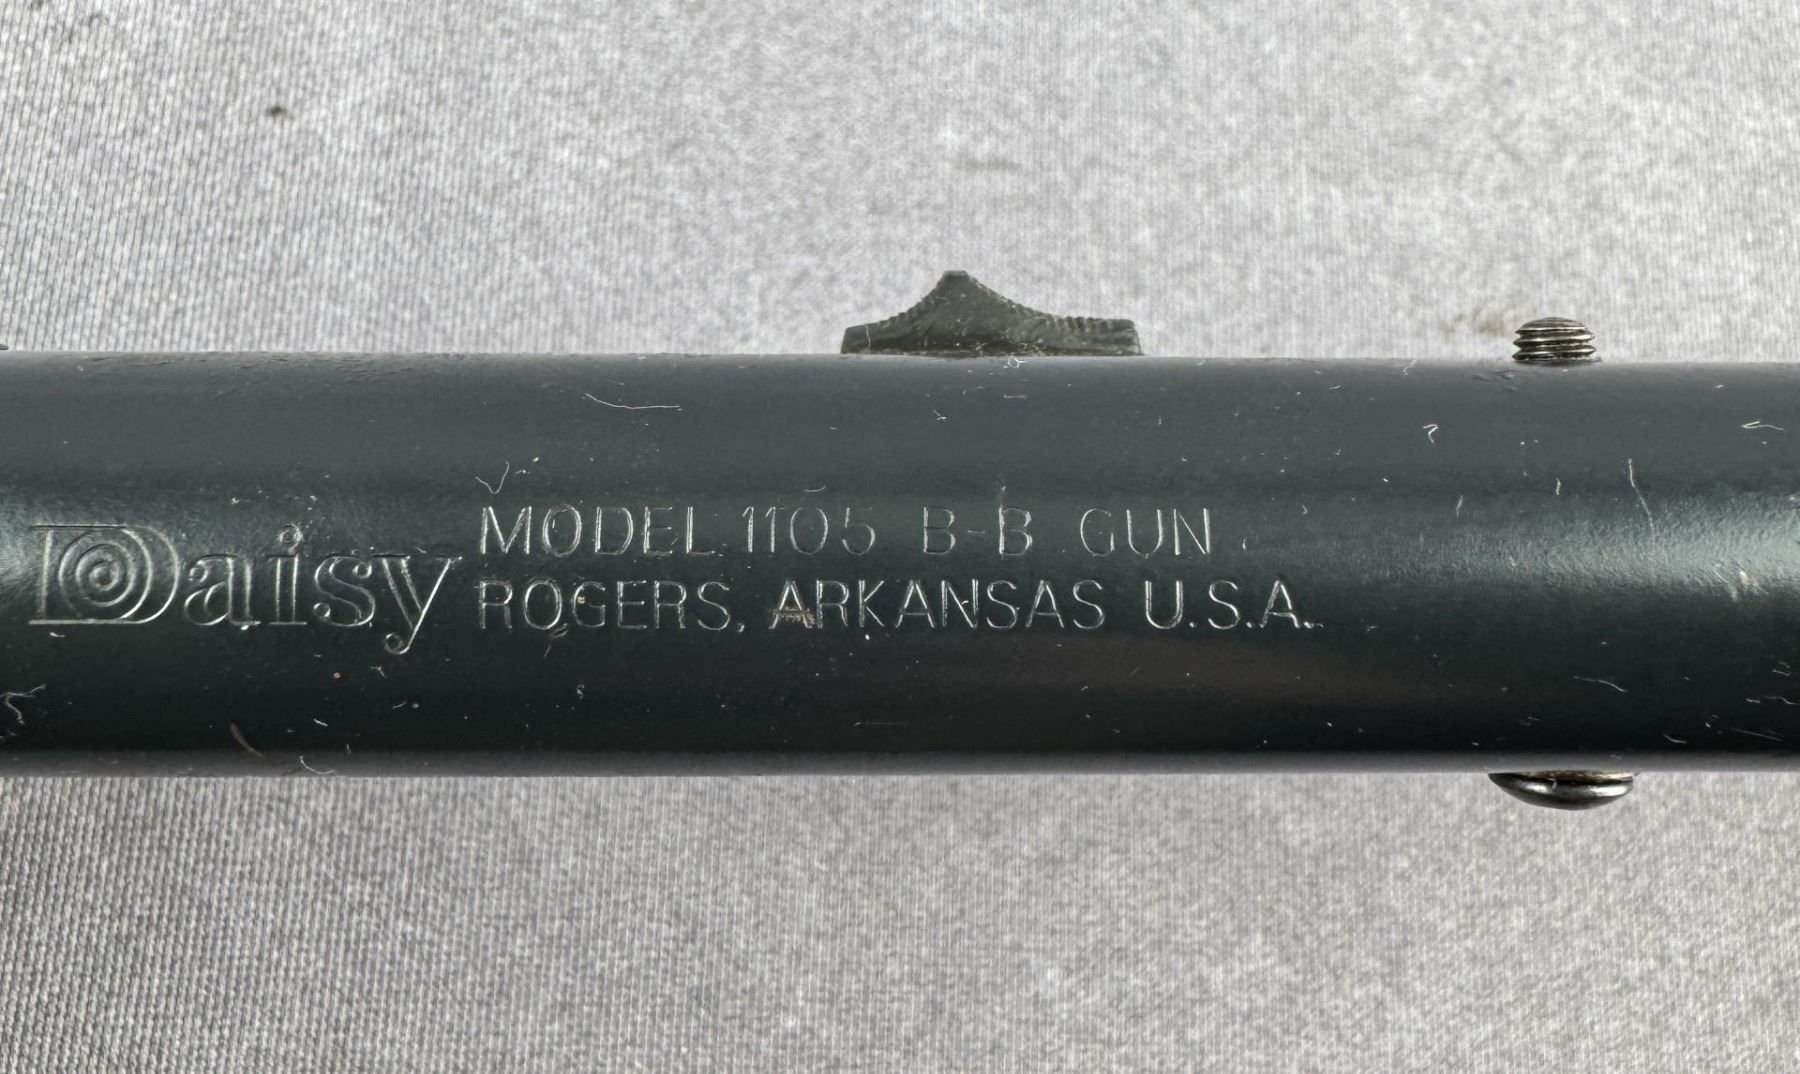 Daisy
MODEL 1105 B-B GUN
ROGERS, ARKANSAS U.S.A.